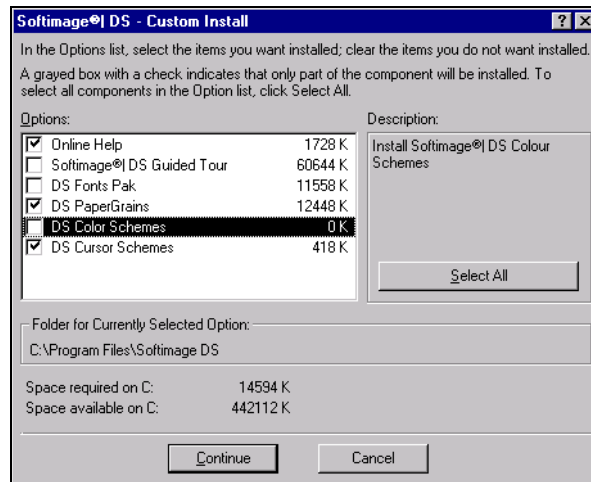 Softimage®| DS - Custom Install
In the Options list, select the items you want installed; clear the items you do not want installed.
A grayed box with a check indicates that only part of the component will be installed. To
select all components in the Option list, click Select All.
Options:
Description:
Online Help 1728 K
Softimage®| DS Guided Tour 60644 K
DS Fonts Pak 11558 K
DS PaperGrains 12448 K
DS Color Schemes 0 K
DS Cursor Schemes 418 K
Install Softimage®| DS Colour
Schemes
Select All
Folder for Currently Selected Option:
C:\Program Files\Softimage DS
Space required on C: 14594 K
Space available on C: 442112 K
Continue
Cancel